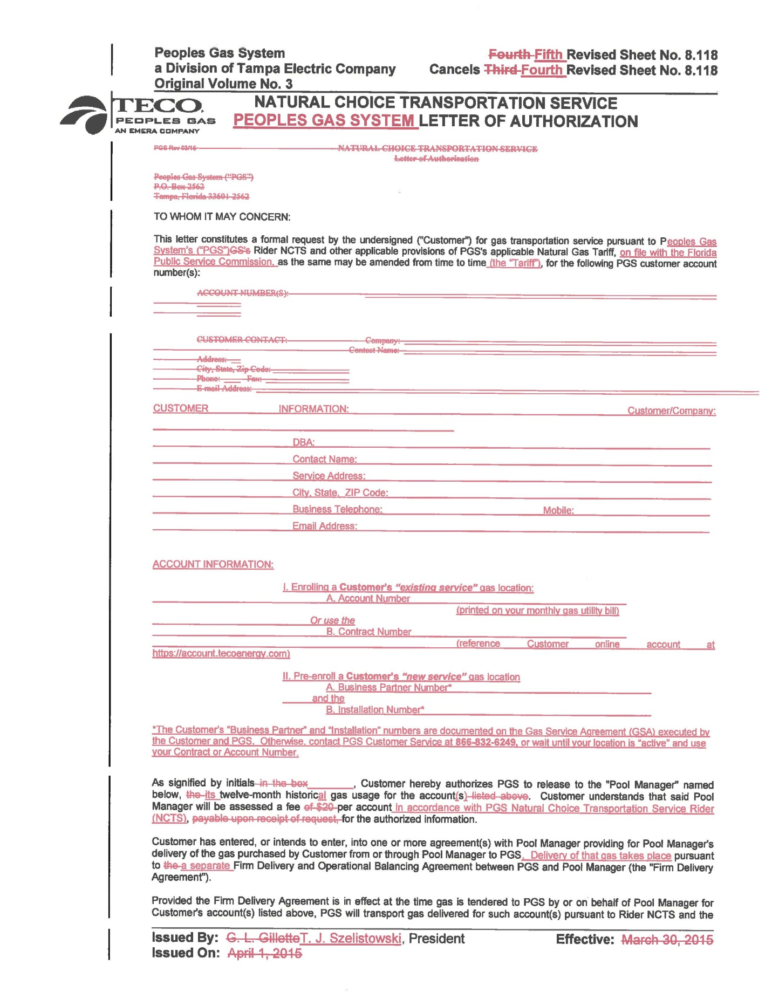 Peoples Gas System
a Division of Tampa Electric Company
Original Volume No. 3
Fourth Fifth Revised Sheet No. 8.118
Cancels Third Fourth Revised Sheet No. 8.118
TECO.
PEOPLES GAS
AN EMERA COMPANY
NATURAL CHOICE TRANSPORTATION SERVICE
PEOPLES GAS SYSTEM LETTER OF AUTHORIZATION
PGS Rev 03/15 NATURAL CHOICE TRANSPORTATION SERVICE
Letter of Authorization
Peoples Gas System ("PGS")
P.O. Box 2562
Tampa, Florida 33601-2562
TO WHOM IT MAY CONCERN:
This letter constitutes a formal request by the undersigned ("Customer") for gas transportation service pursuant to Peoples Gas
System's ("PGS")GS's Rider NCTS and other applicable provisions of PGS's applicable Natural Gas Tariff, on file with the Florida
Public Service Commission, as the same may be amended from time to time (the "Tariff"), for the following PGS customer account
number(s):
ACCOUNT NUMBER(S):
CUSTOMER CONTACT: Company:
Contact Name:
Address:
City, State, Zip Code:
Phone: Fax:
E-mail Address:
CUSTOMER INFORMATION: Customer/Company:
DBA:
Contact Name:
Service Address:
City, State, ZIP Code:
Business Telephone: Mobile:
Email Address:
ACCOUNT INFORMATION:
I. Enrolling a Customer's "existing service" gas location:
A. Account Number
(printed on your monthly gas utility bill)
Or use the
B. Contract Number
(reference Customer online account at
https://account.tecoenergy.com)
II. Pre-enroll a Customer's "new service" gas location
A. Business Partner Number*
and the
B. Installation Number*
*The Customer's "Business Partner" and "Installation" numbers are documented on the Gas Service Agreement (GSA) executed by
the Customer and PGS. Otherwise, contact PGS Customer Service at 866-832-6249, or wait until your location is "active" and use
your Contract or Account Number.
As signified by initials in the box ________, Customer hereby authorizes PGS to release to the "Pool Manager" named
below, the its twelve-month historical gas usage for the account(s) listed above. Customer understands that said Pool
Manager will be assessed a fee of $20 per account in accordance with PGS Natural Choice Transportation Service Rider
(NCTS), payable upon receipt of request, for the authorized information.
Customer has entered, or intends to enter, into one or more agreement(s) with Pool Manager providing for Pool Manager's
delivery of the gas purchased by Customer from or through Pool Manager to PGS. Delivery of that gas takes place pursuant
to the a separate Firm Delivery and Operational Balancing Agreement between PGS and Pool Manager (the "Firm Delivery
Agreement").
Provided the Firm Delivery Agreement is in effect at the time gas is tendered to PGS by or on behalf of Pool Manager for
Customer's account(s) listed above, PGS will transport gas delivered for such account(s) pursuant to Rider NCTS and the
Issued By: G. L. GilletteT. J. Szelistowski, President
Issued On: April 1, 2015
Effective: March 30, 2015